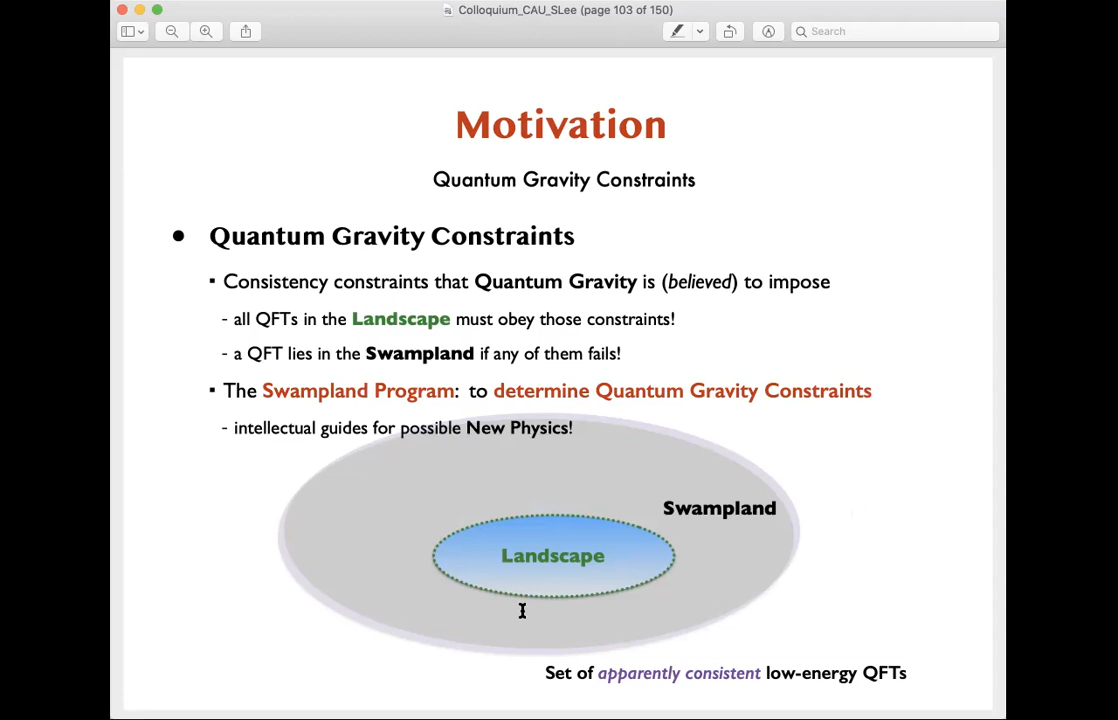 Colloquium_CAU_SLee (page 103 of 150)
Search
Motivation
Quantum Gravity Constraints
• Quantum Gravity Constraints
▪ Consistency constraints that Quantum Gravity is (believed) to impose
- all QFTs in the Landscape must obey those constraints!
- a QFT lies in the Swampland if any of them fails!
▪ The Swampland Program: to determine Quantum Gravity Constraints
- intellectual guides for possible New Physics!
Swampland
Landscape
Set of apparently consistent low-energy QFTs